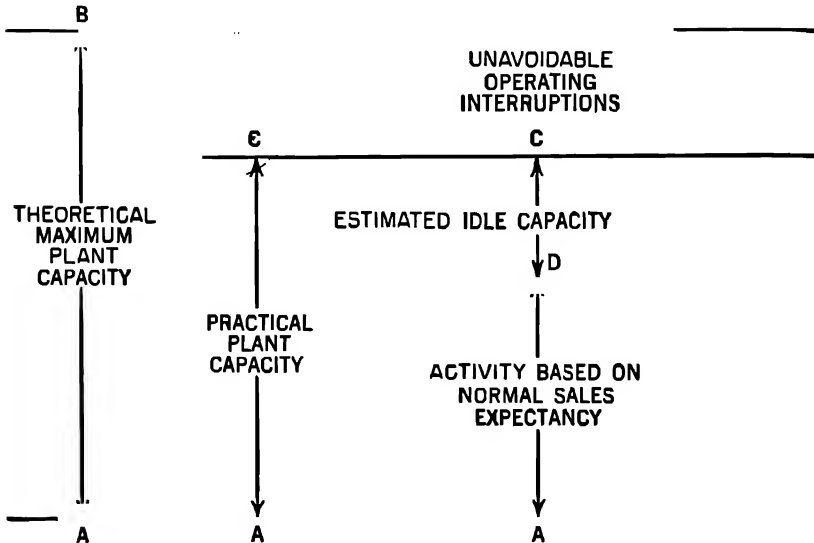 B
UNAVOIDABLE
OPERATING
INTERRUPTIONS
C
C
THEORETICAL
MAXIMUM
PLANT
CAPACITY
ESTIMATED IDLE CAPACITY
D
PRACTICAL
PLANT
CAPACITY
ACTIVITY BASED ON
NORMAL SALES
EXPECTANCY
A
A
A